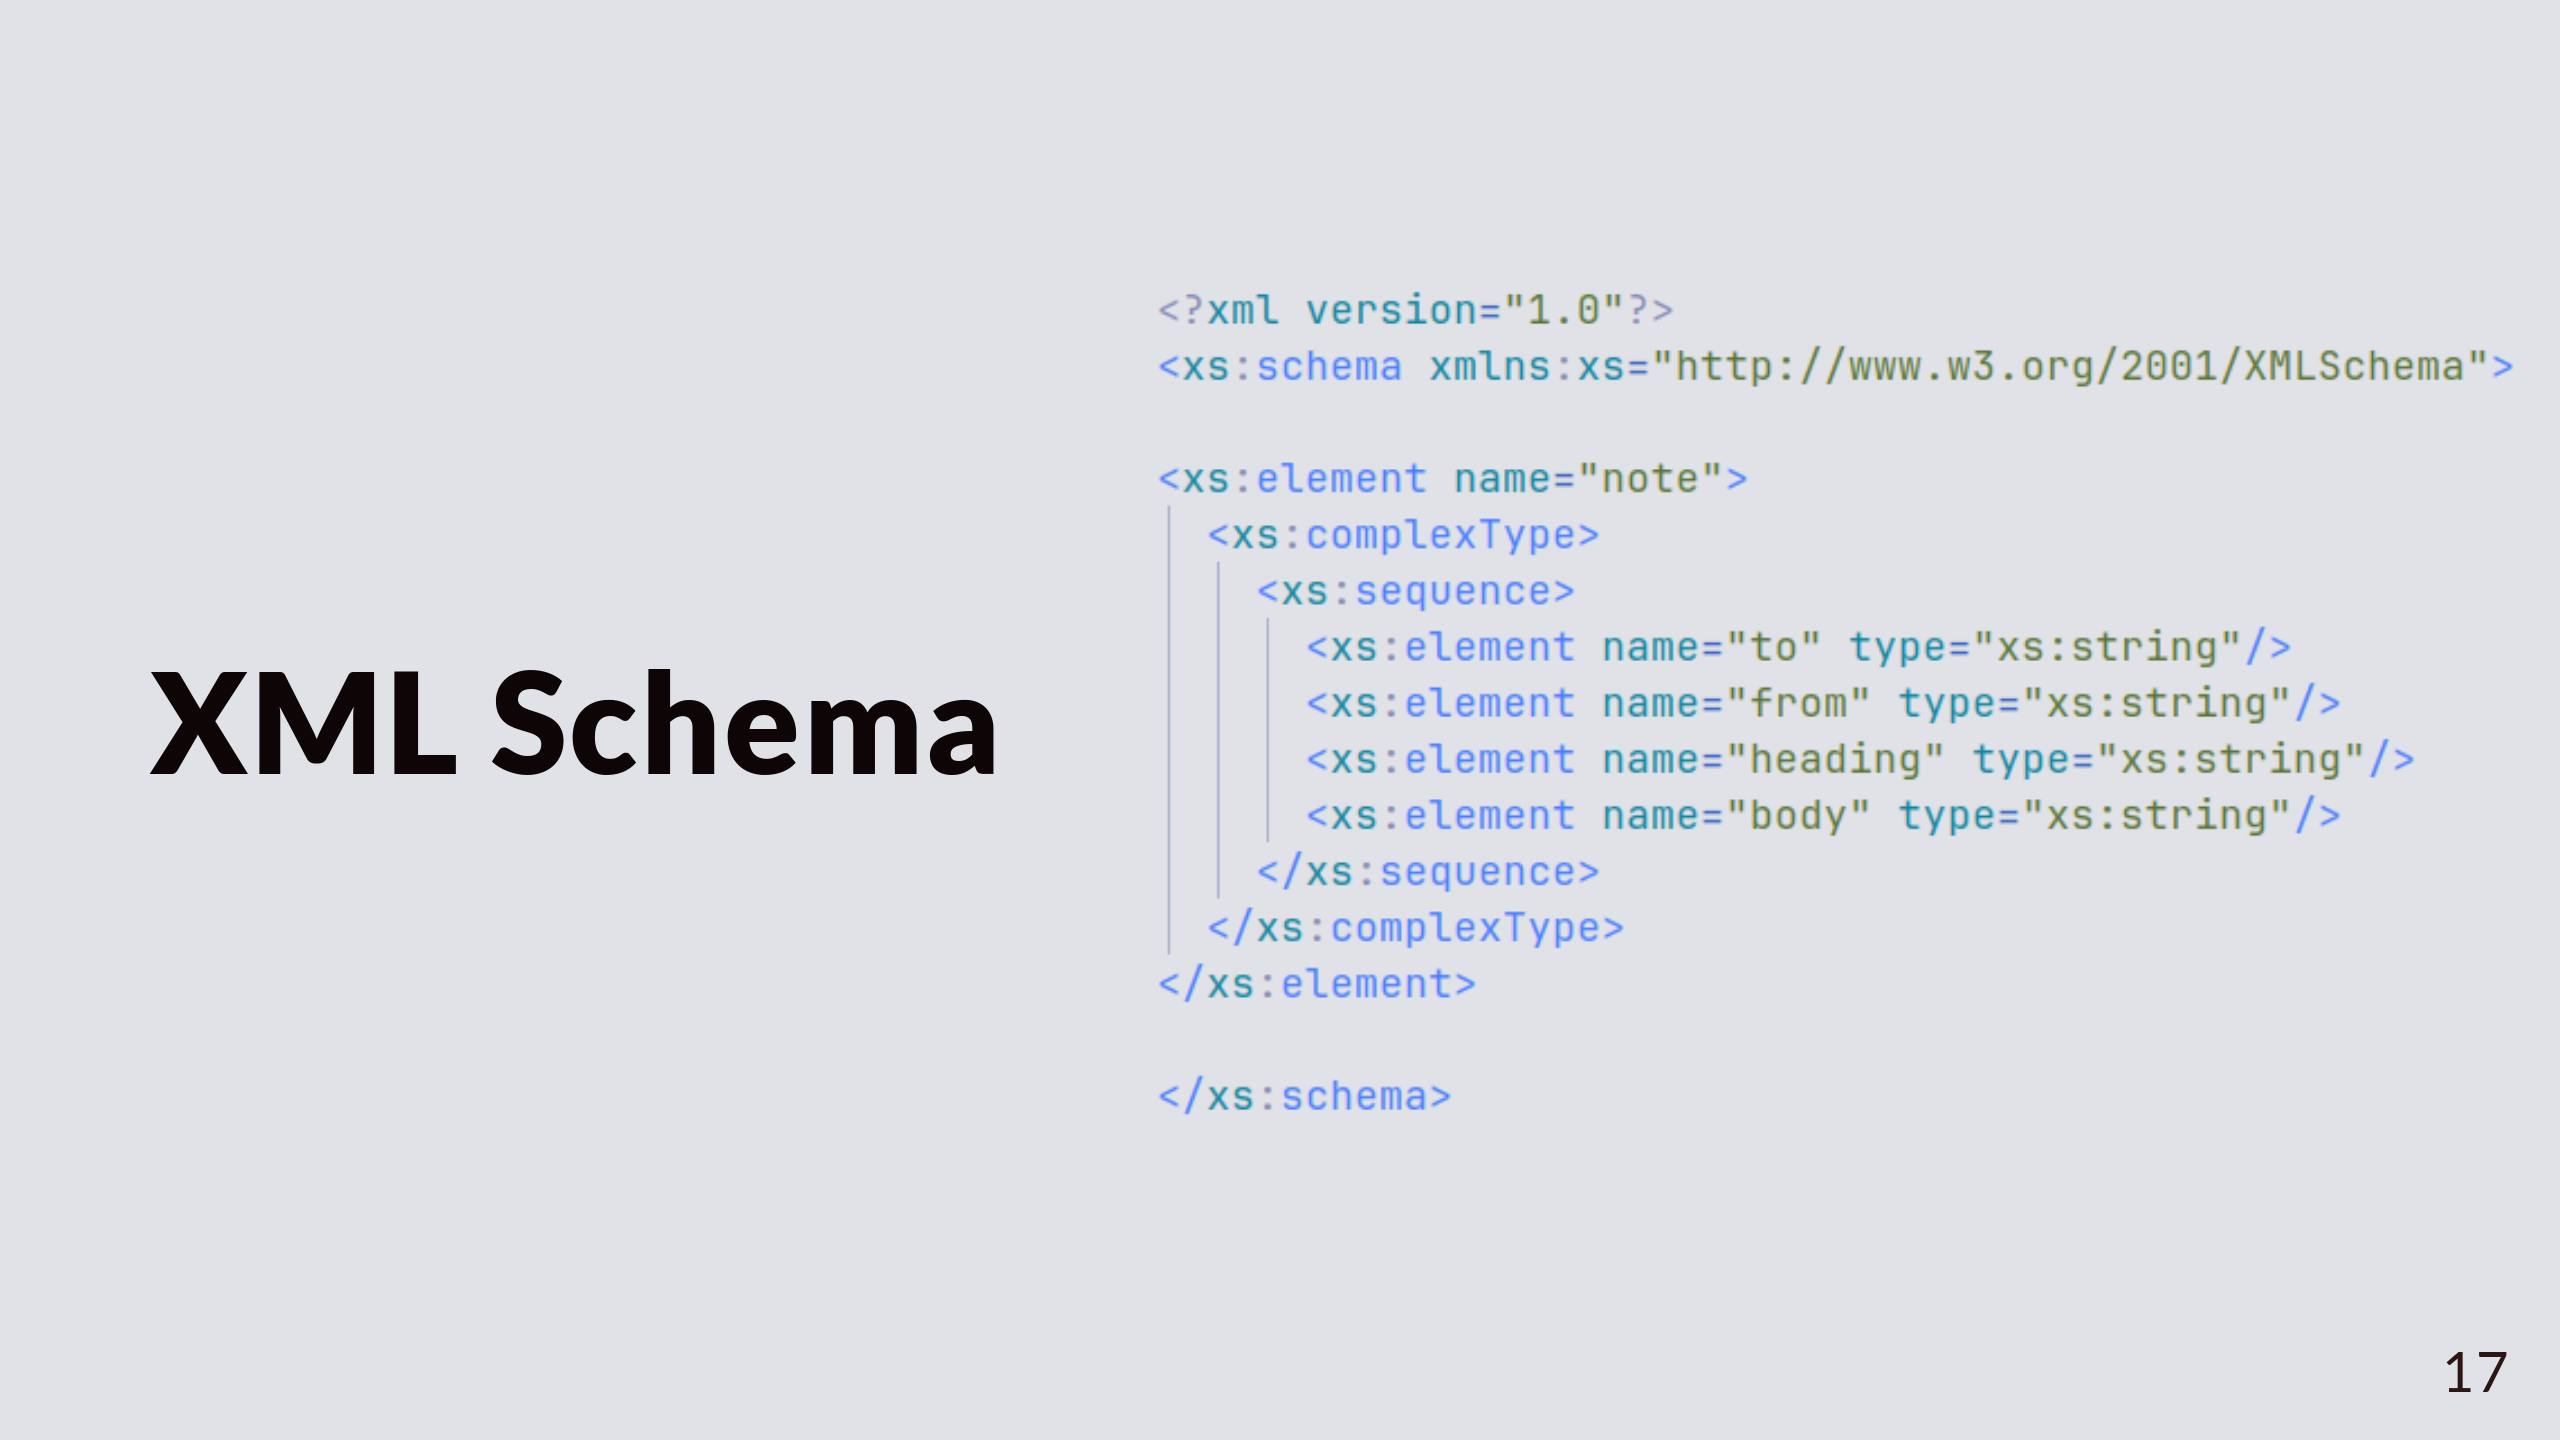 XML Schema
<?xml version="1.0"?>
<xs:schema xmlns:xs="http://www.w3.org/2001/XMLSchema">
<xs:element name="note">
<xs:complexType>
<xs:sequence>
<xs:element name="to" type="xs:string"/>
<xs:element name="from" type="xs:string"/>
<xs:element name="heading" type="xs:string"/>
<xs:element name="body" type="xs:string"/>
</xs:sequence>
</xs:complexType>
</xs:element>
</xs:schema>
17